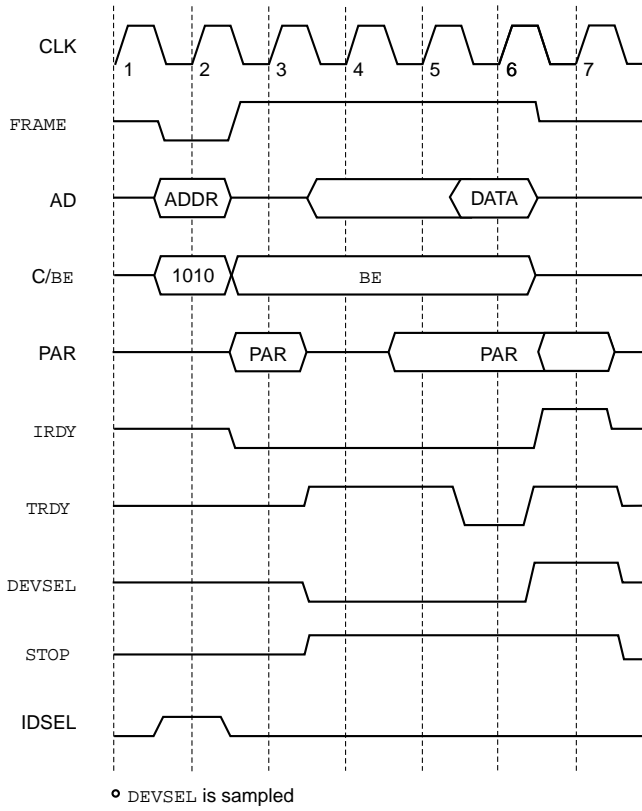 CLK
1 2 3 4 5 6 7
FRAME
AD ADDR DATA
C/BE 1010 BE
PAR PAR PAR
IRDY
TRDY
DEVSEL
STOP
IDSEL
DEVSEL is sampled